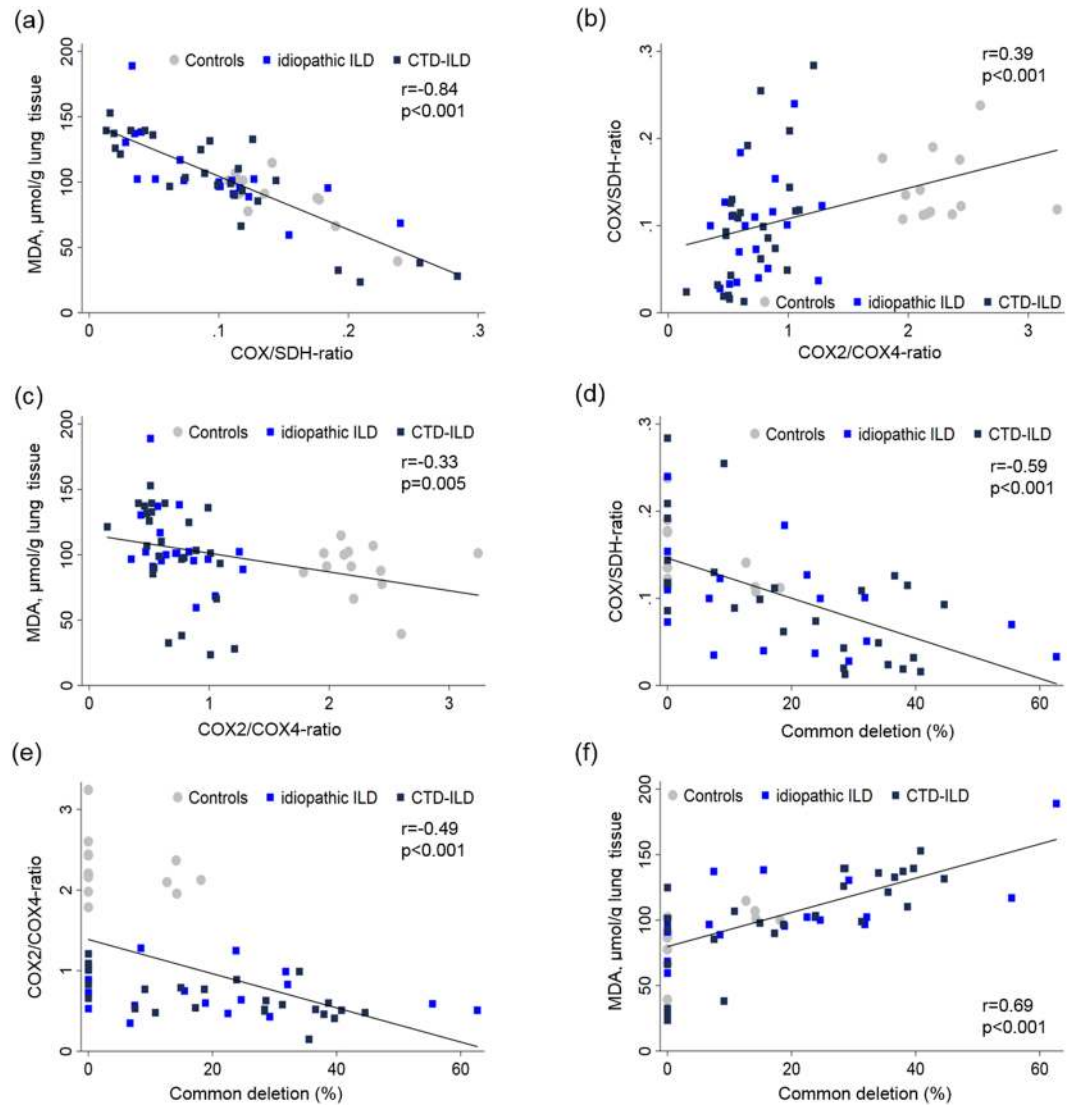 (a)
Controls idiopathic ILD CTD-ILD
r=-0.84
p<0.001
MDA, µmol/g lung tissue
200
150
100
50
0
0 .1 .2 .3
COX/SDH-ratio
(b)
r=0.39
p<0.001
COX/SDH-ratio
.3
.2
.1
0
Controls idiopathic ILD CTD-ILD
0 1 2 3
COX2/COX4-ratio
(c)
Controls idiopathic ILD CTD-ILD
r=-0.33
p=0.005
MDA, µmol/g lung tissue
200
150
100
50
0
0 1 2 3
COX2/COX4-ratio
(d)
Controls idiopathic ILD CTD-ILD
r=-0.59
p<0.001
COX/SDH-ratio
.3
.2
.1
0
0 20 40 60
Common deletion (%)
(e)
Controls idiopathic ILD CTD-ILD
r=-0.49
p<0.001
COX2/COX4-ratio
3
2
1
0
0 20 40 60
Common deletion (%)
(f)
Controls idiopathic ILD CTD-ILD
MDA, µmol/g lung tissue
200
150
100
50
0
r=0.69
p<0.001
0 20 40 60
Common deletion (%)